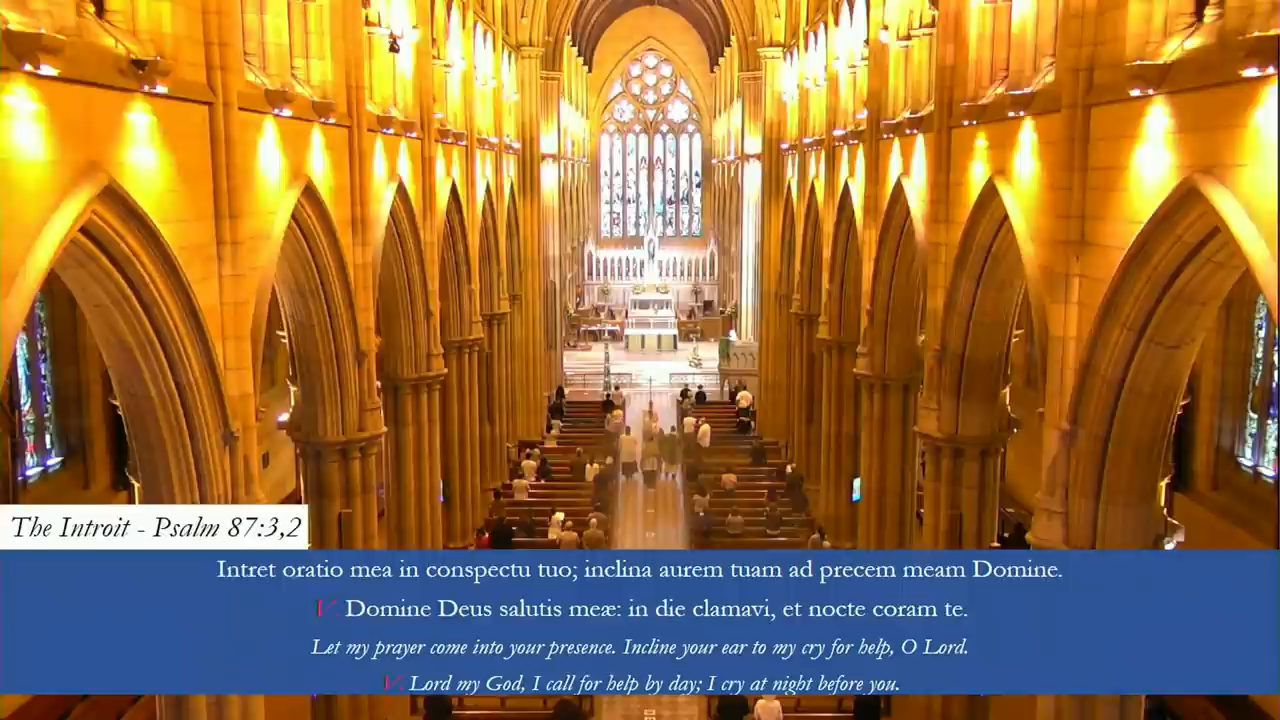 The Introit - Psalm 87:3,2
Intret oratio mea in conspectu tuo; inclina aurem tuam ad precem meam Domine.
V. Domine Deus salutis meæ: in die clamavi, et nocte coram te.
Let my prayer come into your presence. Incline your ear to my cry for help, O Lord.
V. Lord my God, I call for help by day; I cry at night before you.